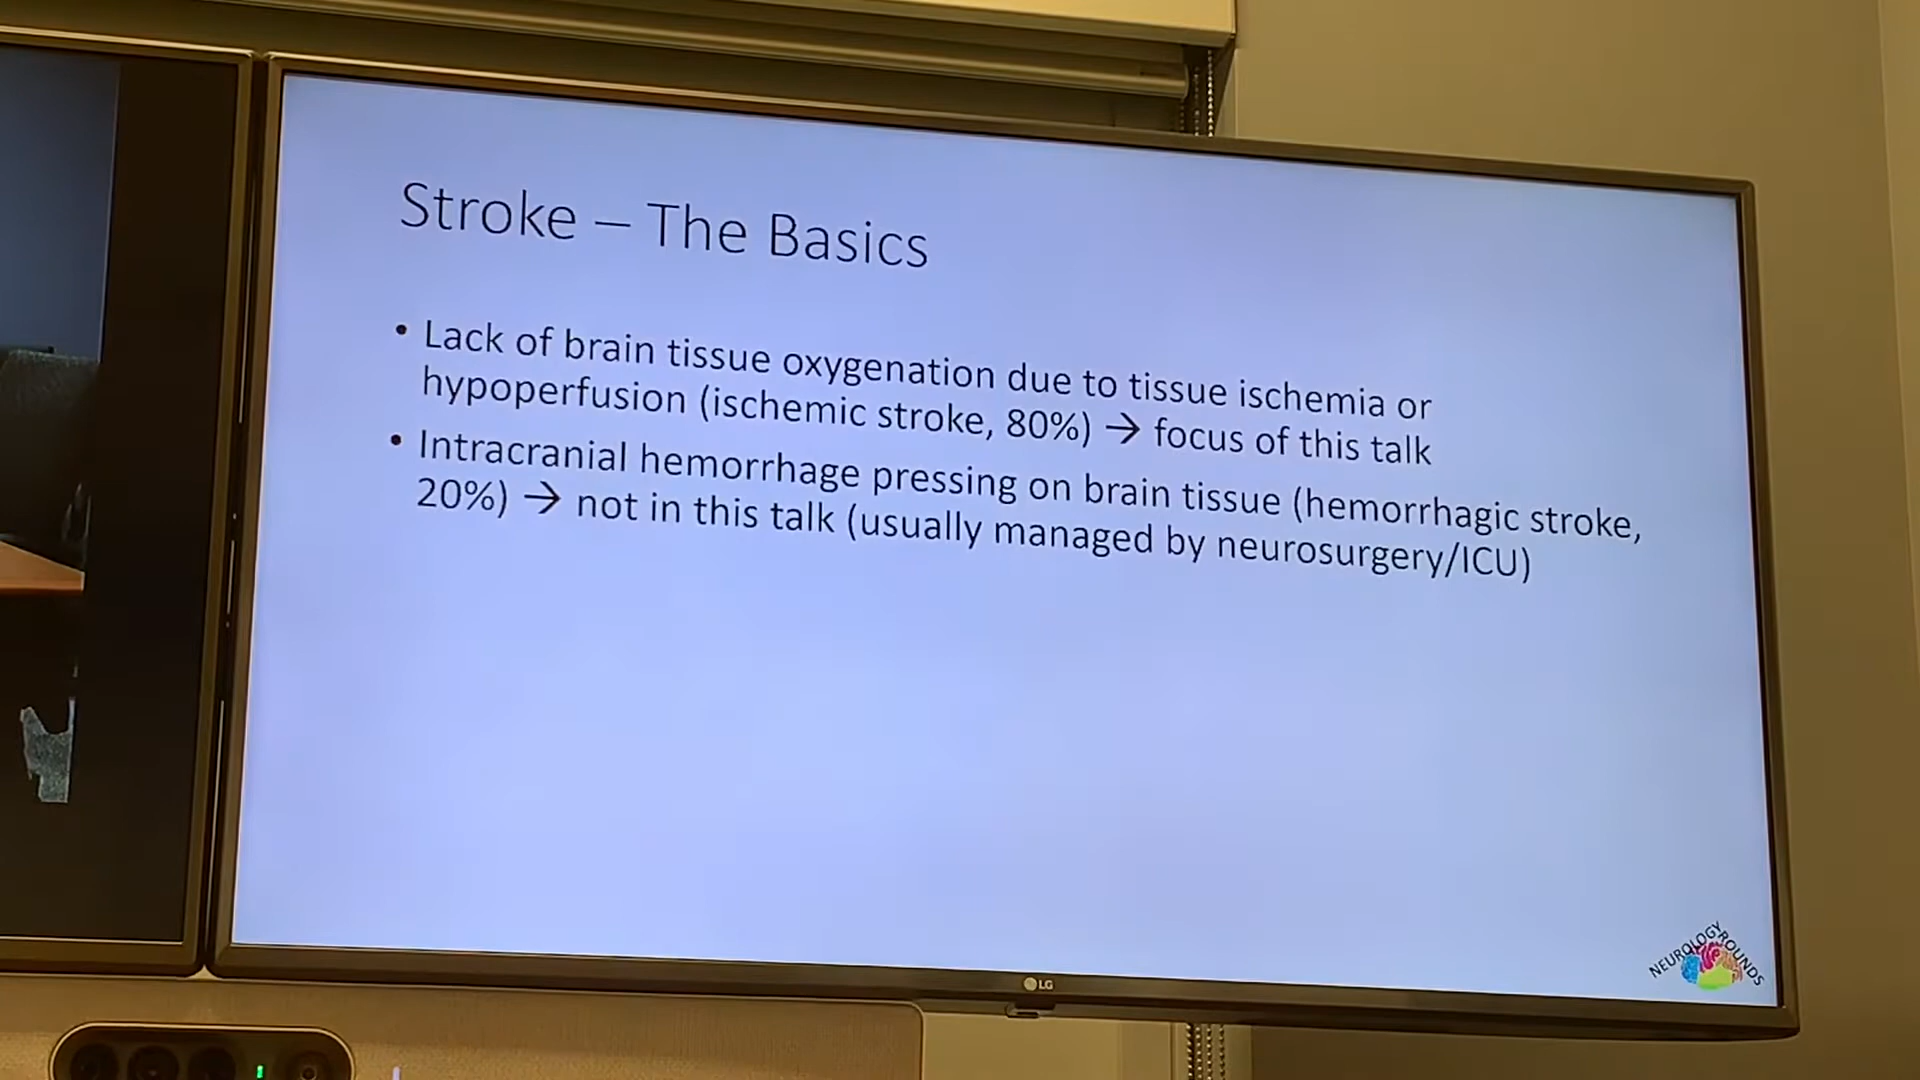 Stroke – The Basics
• Lack of brain tissue oxygenation due to tissue ischemia or
hypoperfusion (ischemic stroke, 80%) → focus of this talk
• Intracranial hemorrhage pressing on brain tissue (hemorrhagic stroke,
20%) → not in this talk (usually managed by neurosurgery/ICU)
NEUROLOGY ROUNDS
LG